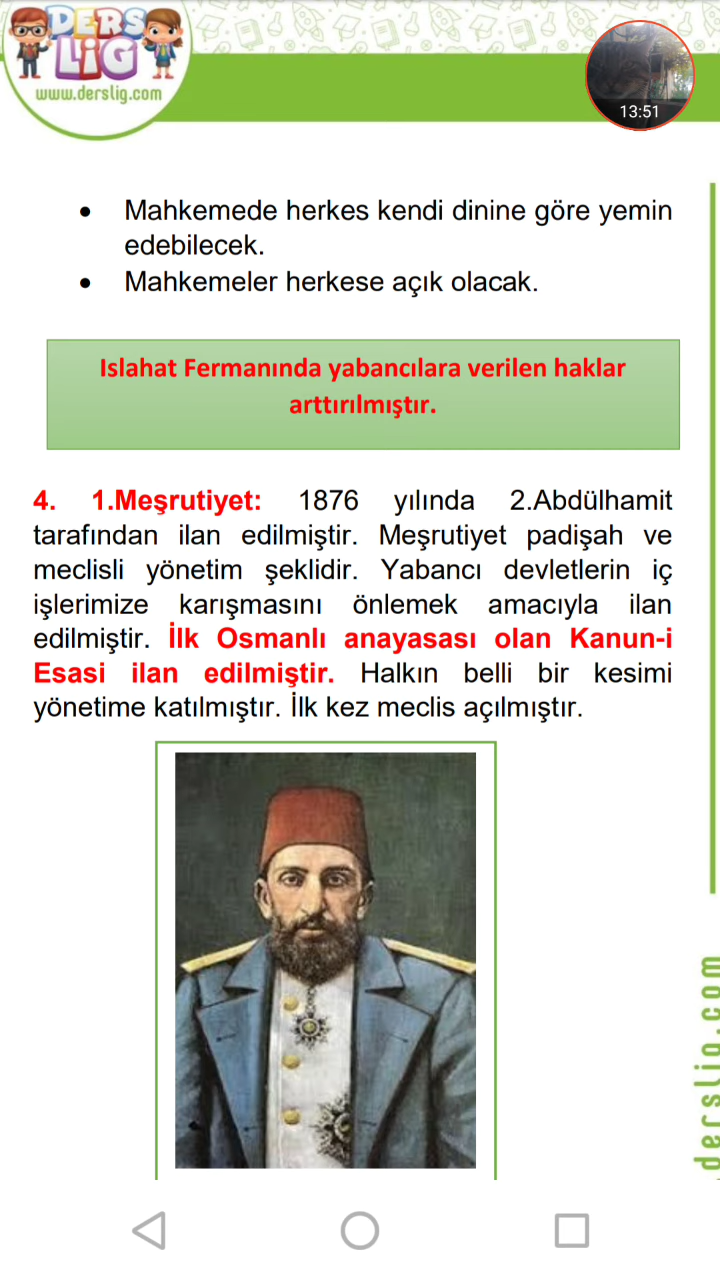 DERS
LiG
www.derslig.com
13:51
Mahkemede herkes kendi dinine göre yemin
edebilecek.
Mahkemeler herkese açık olacak.
Islahat Fermanında yabancılara verilen haklar
arttırılmıştır.
4. 1.Meşrutiyet: 1876 yılında 2.Abdülhamit
tarafından ilan edilmiştir. Meşrutiyet padişah ve
meclisli yönetim şeklidir. Yabancı devletlerin iç
işlerimize karışmasını önlemek amacıyla ilan
edilmiştir. İlk Osmanlı anayasası olan Kanun-i
Esasi ilan edilmiştir. Halkın belli bir kesimi
yönetime katılmıştır. İlk kez meclis açılmıştır.
derslig.com